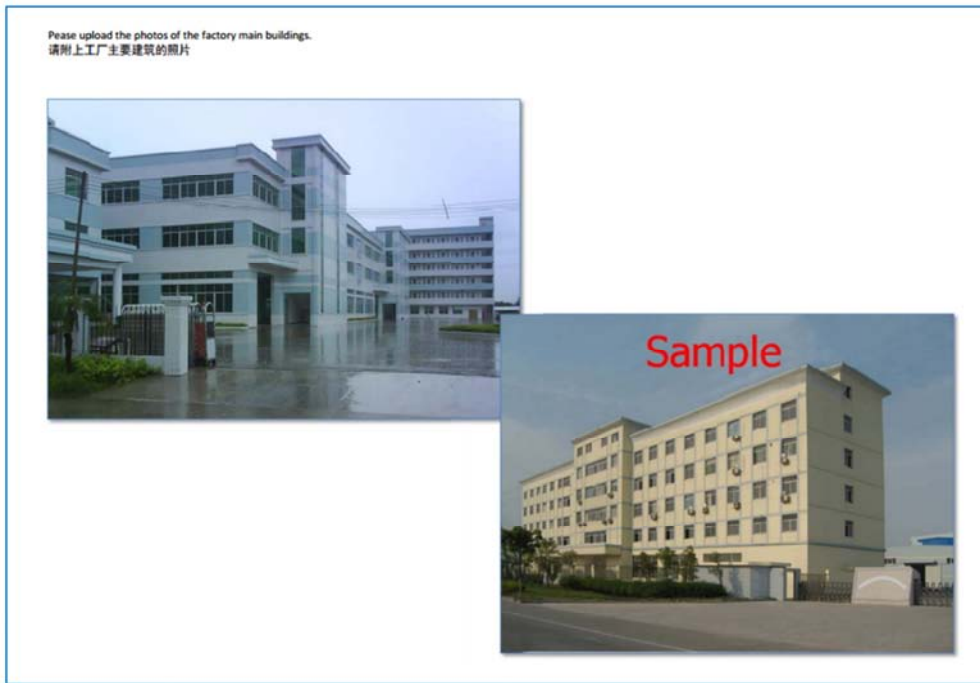 Pease upload the photos of the factory main buildings.
请附上工厂主要建筑的照片
Sample